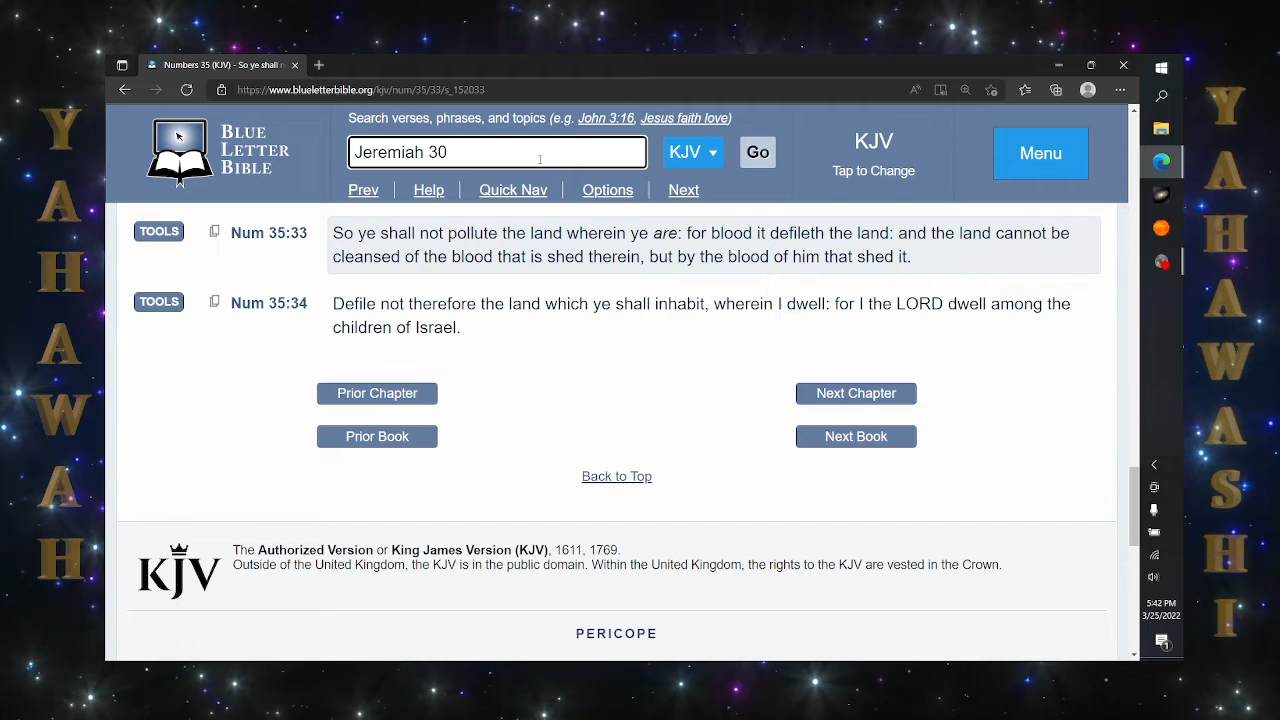 YAHAWAH
Numbers 35 (KJV) - So ye shall n
https://www.blueletterbible.org/kjv/num/35/33/s_152033
BLUE
LETTER
BIBLE
Search verses, phrases, and topics (e.g. John 3:16, Jesus faith love)
Jeremiah 30
KJV
Go
Prev
Help
Quick Nav
Options
Next
KJV
Tap to Change
Menu
TOOLS
Num 35:33
So ye shall not pollute the land wherein ye are: for blood it defileth the land: and the land cannot be
cleansed of the blood that is shed therein, but by the blood of him that shed it.
TOOLS
Num 35:34
Defile not therefore the land which ye shall inhabit, wherein I dwell: for I the LORD dwell among the
children of Israel.
Prior Chapter
Next Chapter
Prior Book
Next Book
Back to Top
KJV
The Authorized Version or King James Version (KJV), 1611, 1769.
Outside of the United Kingdom, the KJV is in the public domain. Within the United Kingdom, the rights to the KJV are vested in the Crown.
PERICOPE
5:42 PM
3/25/2022
1
YAHAWASHI